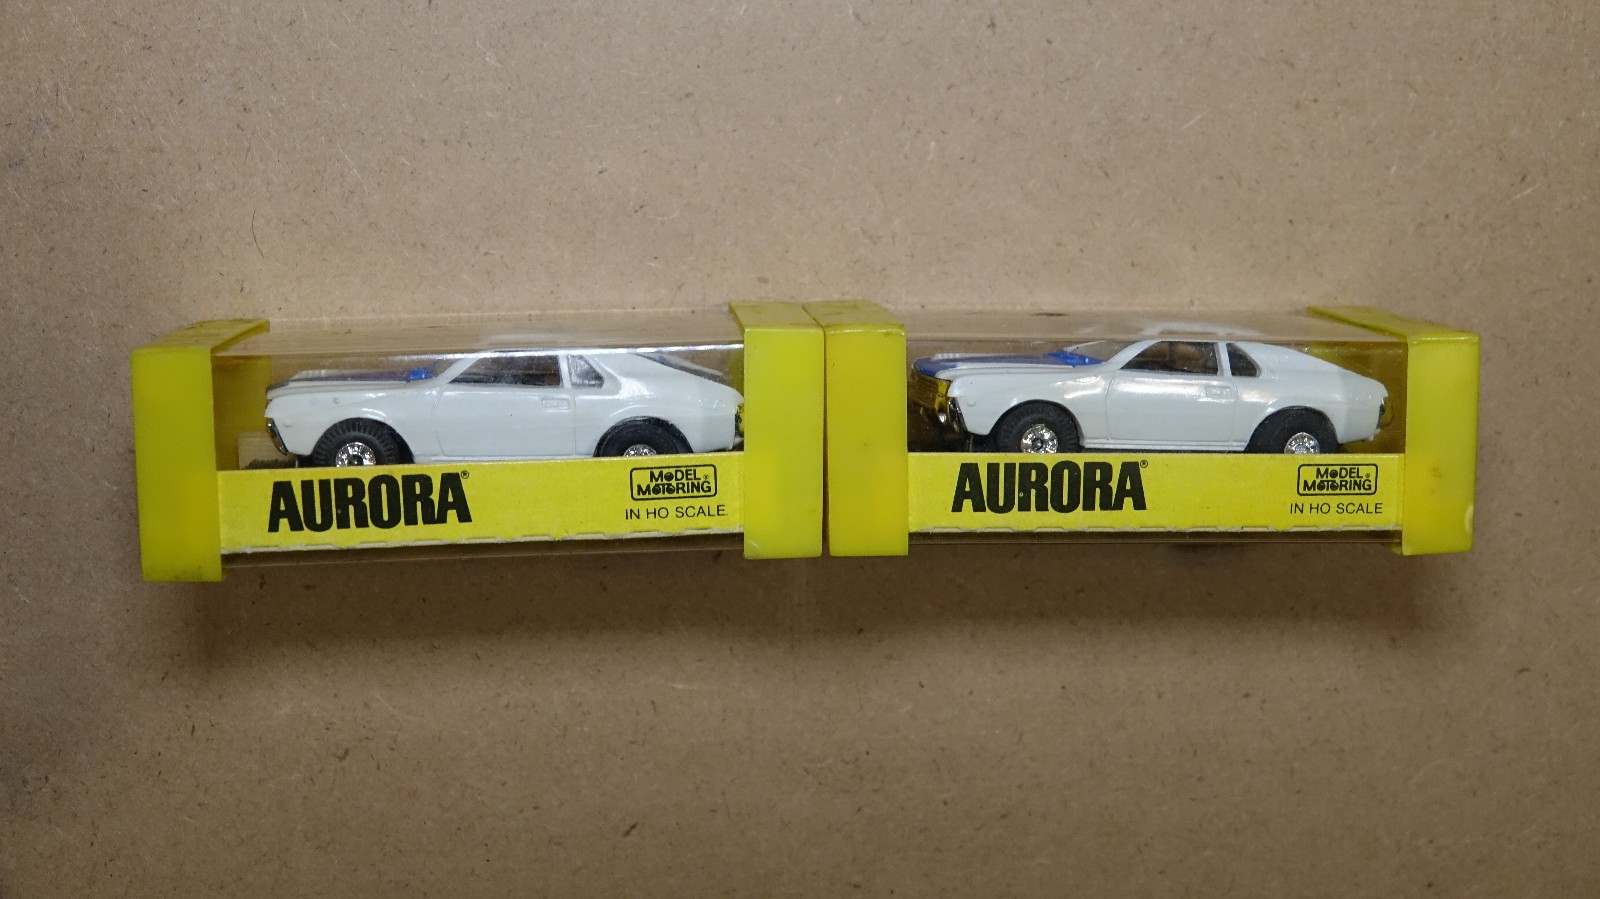 AURORA®
MODEL
MOTORING®
IN HO SCALE
AURORA®
MODEL
MOTORING®
IN HO SCALE